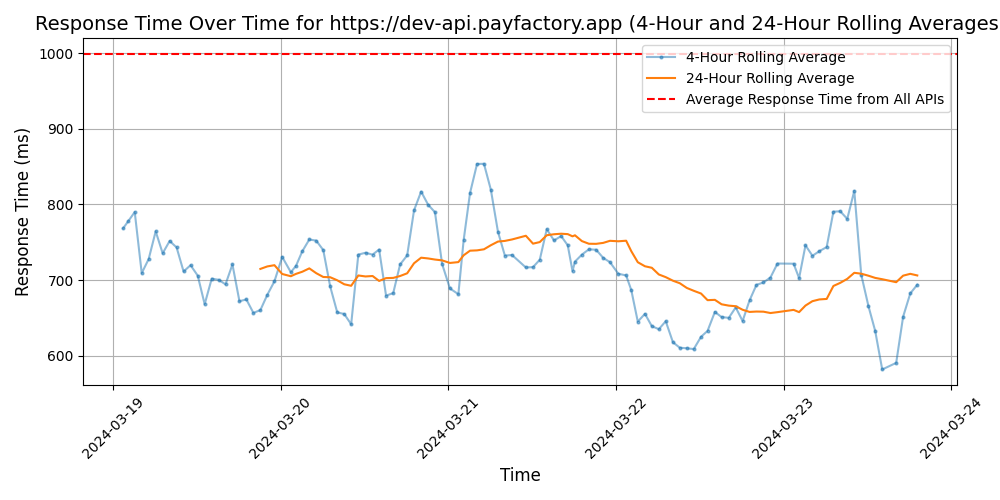 Response Time Over Time for https://dev-api.payfactory.app (4-Hour and 24-Hour Rolling Averages
4-Hour Rolling Average
24-Hour Rolling Average
Average Response Time from All APIs
Response Time (ms)
1000
900
800
700
600
2024-03-19
2024-03-20
2024-03-21
2024-03-22
2024-03-23
2024-03-24
Time